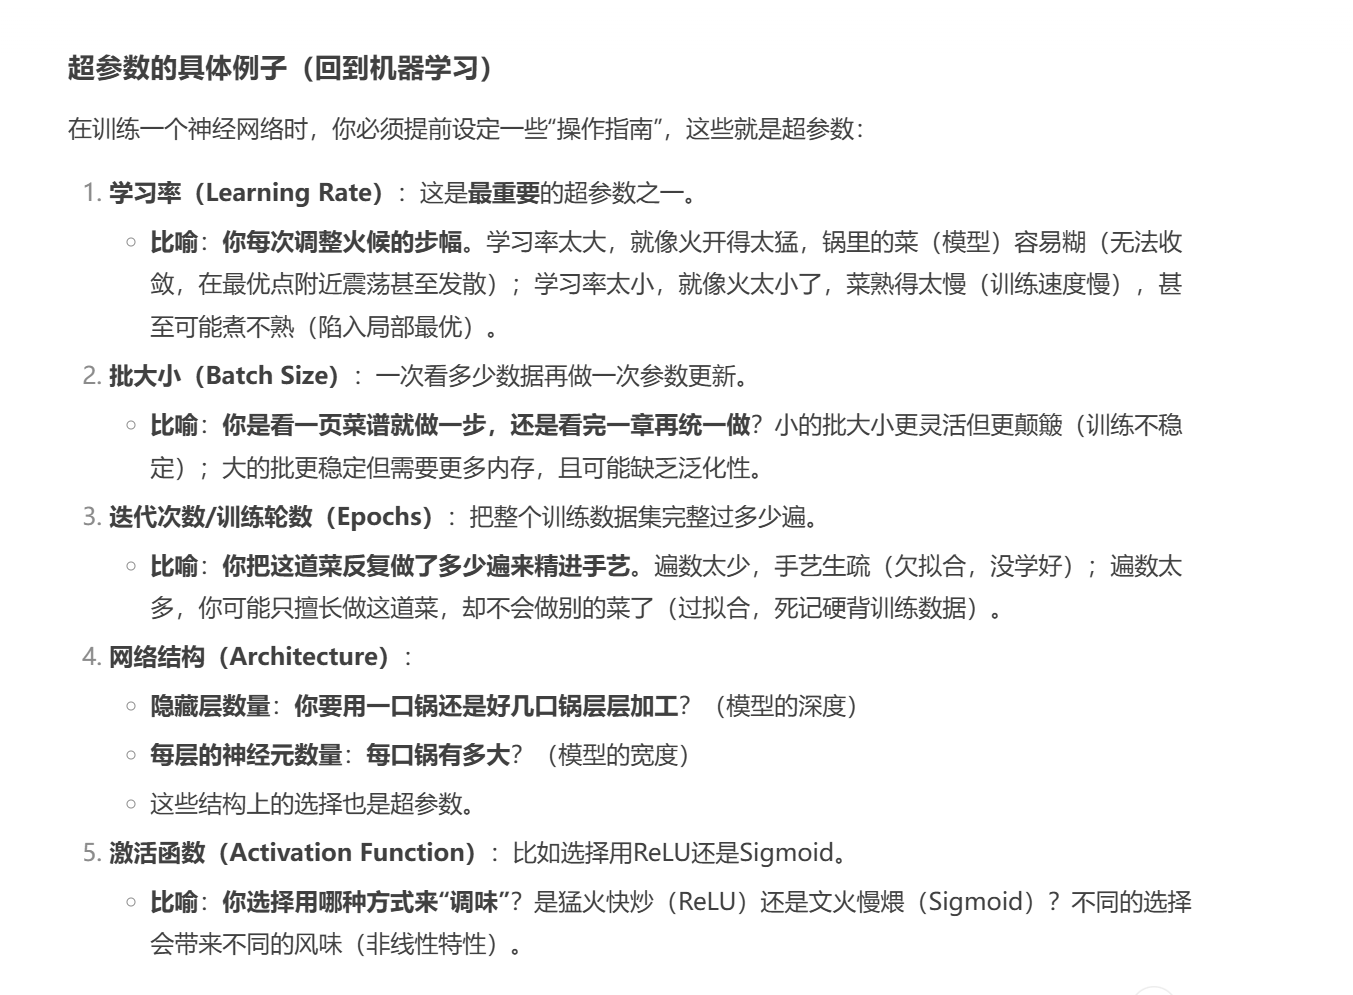 超参数的具体例子（回到机器学习）
在训练一个神经网络时，你必须提前设定一些“操作指南”，这些就是超参数：
1. 学习率（Learning Rate）：这是最重要的超参数之一。
◦ 比喻：你每次调整火候的步幅。学习率太大，就像火开得太猛，锅里的菜（模型）容易糊（无法收
敛，在最优点附近震荡甚至发散）；学习率太小，就像火太小了，菜熟得太慢（训练速度慢），甚
至可能煮不熟（陷入局部最优）。
2. 批大小（Batch Size）：一次看多少数据再做一次参数更新。
◦ 比喻：你是看一页菜谱就做一步，还是看完一章再统一做？小的批大小更灵活但更颠簸（训练不稳
定）；大的批更稳定但需要更多内存，且可能缺乏泛化性。
3. 迭代次数/训练轮数（Epochs）：把整个训练数据集完整过多少遍。
◦ 比喻：你把这道菜反复做了多少遍来精进手艺。遍数太少，手艺生疏（欠拟合，没学好）；遍数太
多，你可能只擅长做这道菜，却不会做别的菜了（过拟合，死记硬背训练数据）。
4. 网络结构（Architecture）：
◦ 隐藏层数量：你要用一口锅还是好几口锅层层加工？（模型的深度）
◦ 每层的神经元数量：每口锅有多大？（模型的宽度）
◦ 这些结构上的选择也是超参数。
5. 激活函数（Activation Function）：比如选择用ReLU还是Sigmoid。
◦ 比喻：你选择用哪种方式来“调味”？是猛火快炒（ReLU）还是文火慢煨（Sigmoid）？不同的选择
会带来不同的风味（非线性特性）。